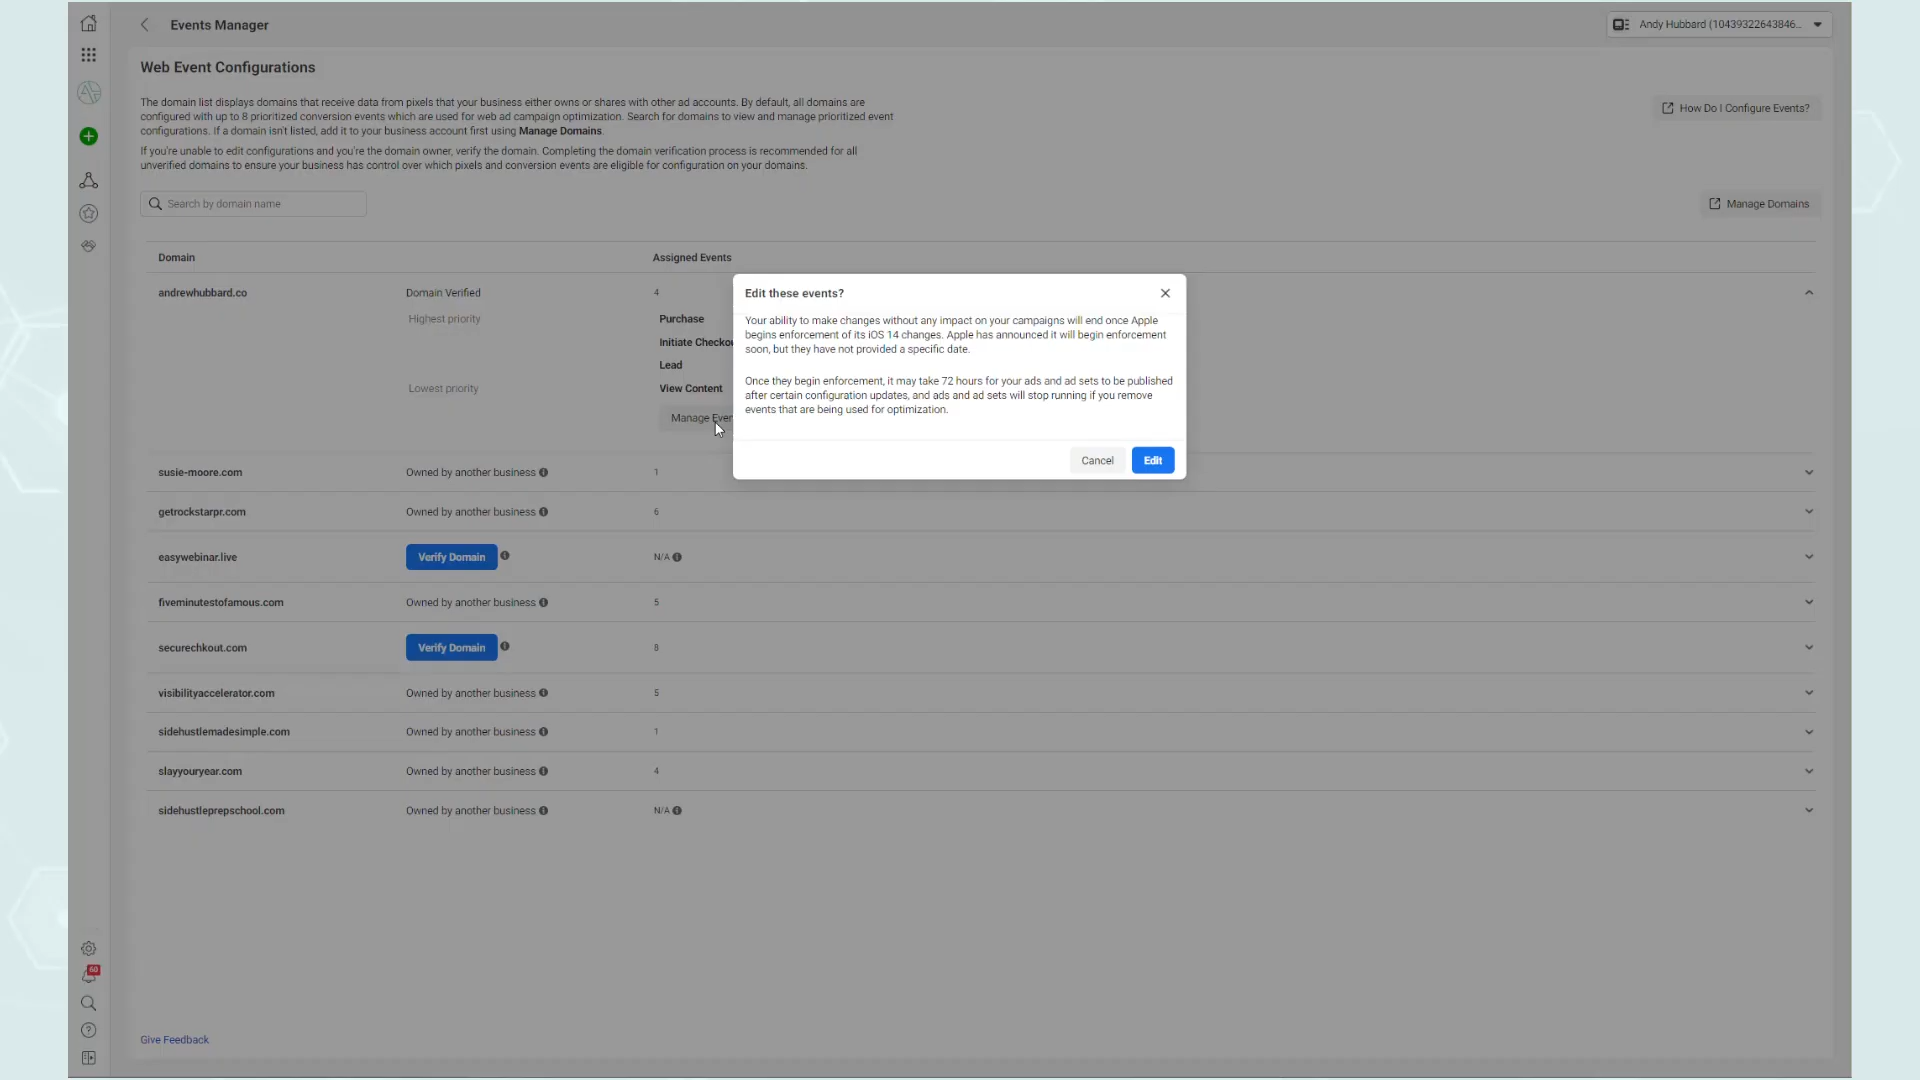 Events Manager
Andy Hubbard (10439322643846...
Web Event Configurations
The domain list displays domains that receive data from pixels that your business either owns or shares with other ad accounts. By default, all domains are
configured with up to 8 prioritized conversion events which are used for web ad campaign optimization. Search for domains to view and manage prioritized event
configurations. If a domain isn't listed, add it to your business account first using Manage Domains.
How Do I Configure Events?
If you're unable to edit configurations and you're the domain owner, verify the domain. Completing the domain verification process is recommended for all
unverified domains to ensure your business has control over which pixels and conversion events are eligible for configuration on your domains.
Search by domain name
Manage Domains
Domain
Assigned Events
andrewhubbard.co
Domain Verified
4
Highest priority
Purchase
Initiate Checkou
Lead
Lowest priority
View Content
Manage Even
Edit these events?
Your ability to make changes without any impact on your campaigns will end once Apple
begins enforcement of its iOS 14 changes. Apple has announced it will begin enforcement
soon, but they have not provided a specific date.
Once they begin enforcement, it may take 72 hours for your ads and ad sets to be published
after certain configuration updates, and ads and ad sets will stop running if you remove
events that are being used for optimization.
Cancel
Edit
susie-moore.com
Owned by another business
1
getrockstarpr.com
Owned by another business
6
easywebinar.live
Verify Domain
N/A
fiveminutestofamous.com
Owned by another business
5
securechkout.com
Verify Domain
8
visibilityaccelerator.com
Owned by another business
5
sidehustlemadesimple.com
Owned by another business
1
slayyouryear.com
Owned by another business
4
sidehustleprepschool.com
Owned by another business
N/A
60
Give Feedback